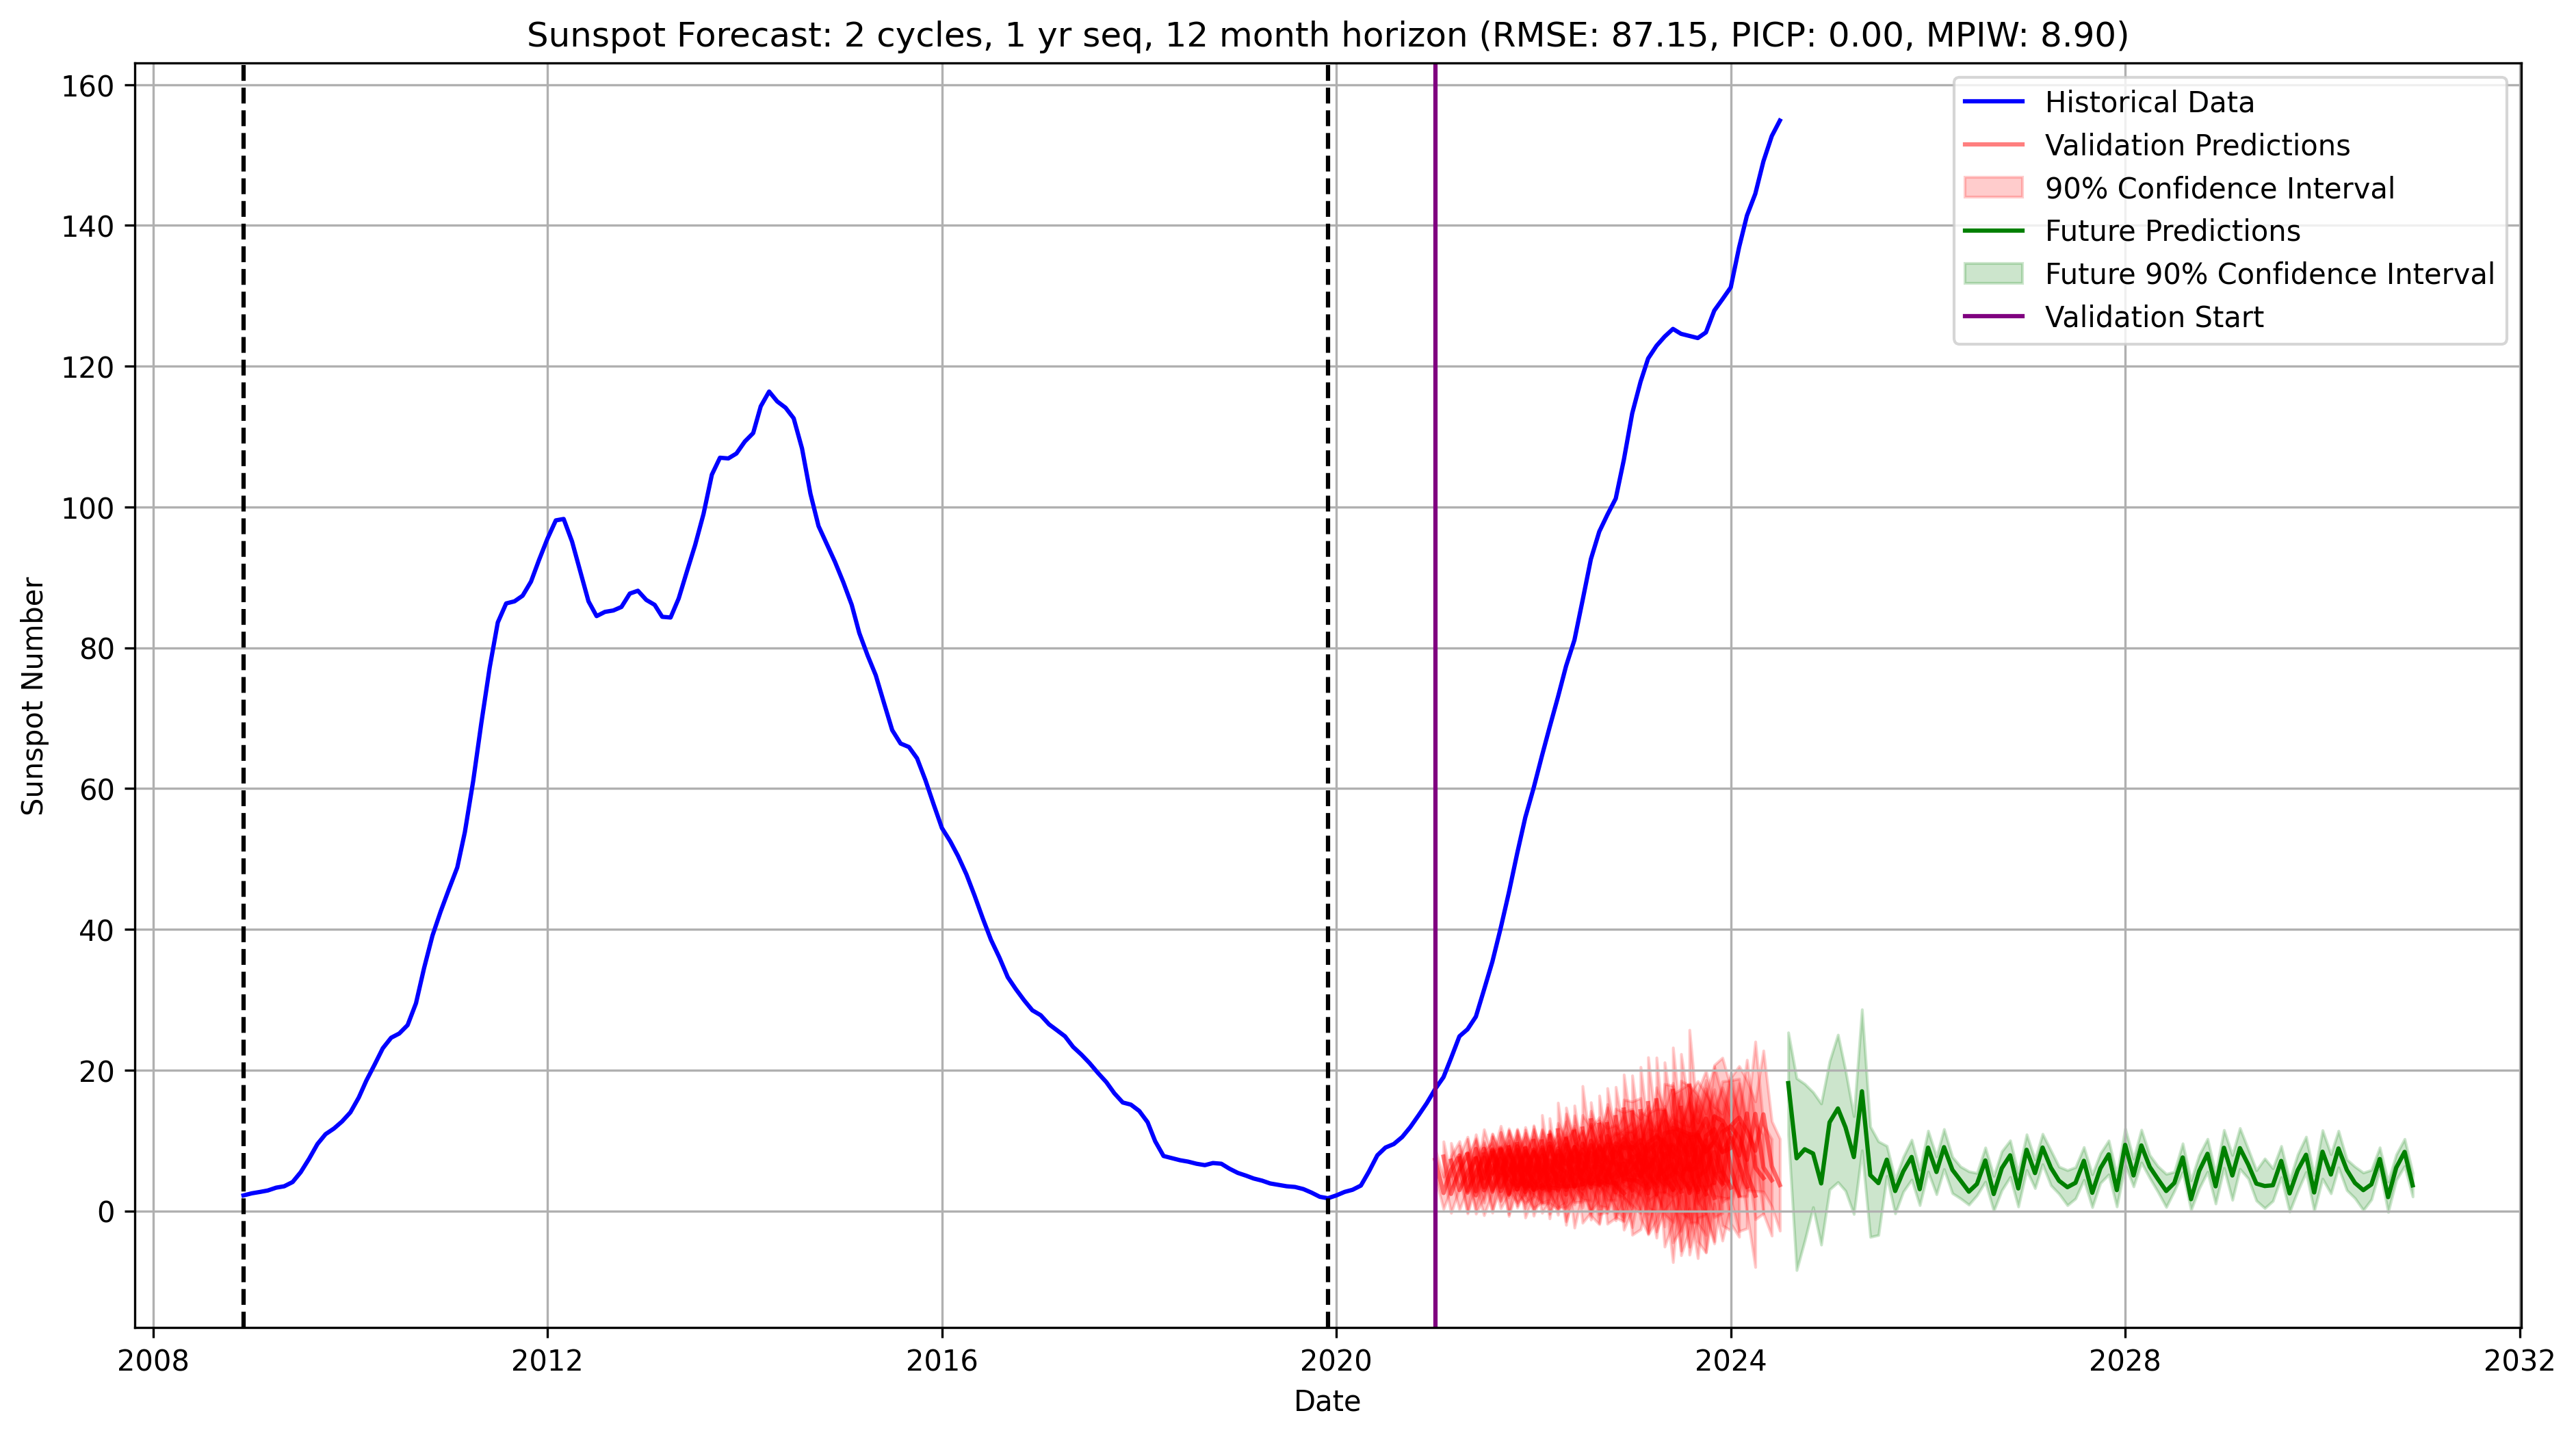 Sunspot Forecast: 2 cycles, 1 yr seq, 12 month horizon (RMSE: 87.15, PICP: 0.00, MPIW: 8.90)
Historical Data
Validation Predictions
90% Confidence Interval
Future Predictions
Future 90% Confidence Interval
Validation Start
Sunspot Number
160
140
120
100
80
60
40
20
0
2008 2012 2016 2020 2024 2028 2032
Date